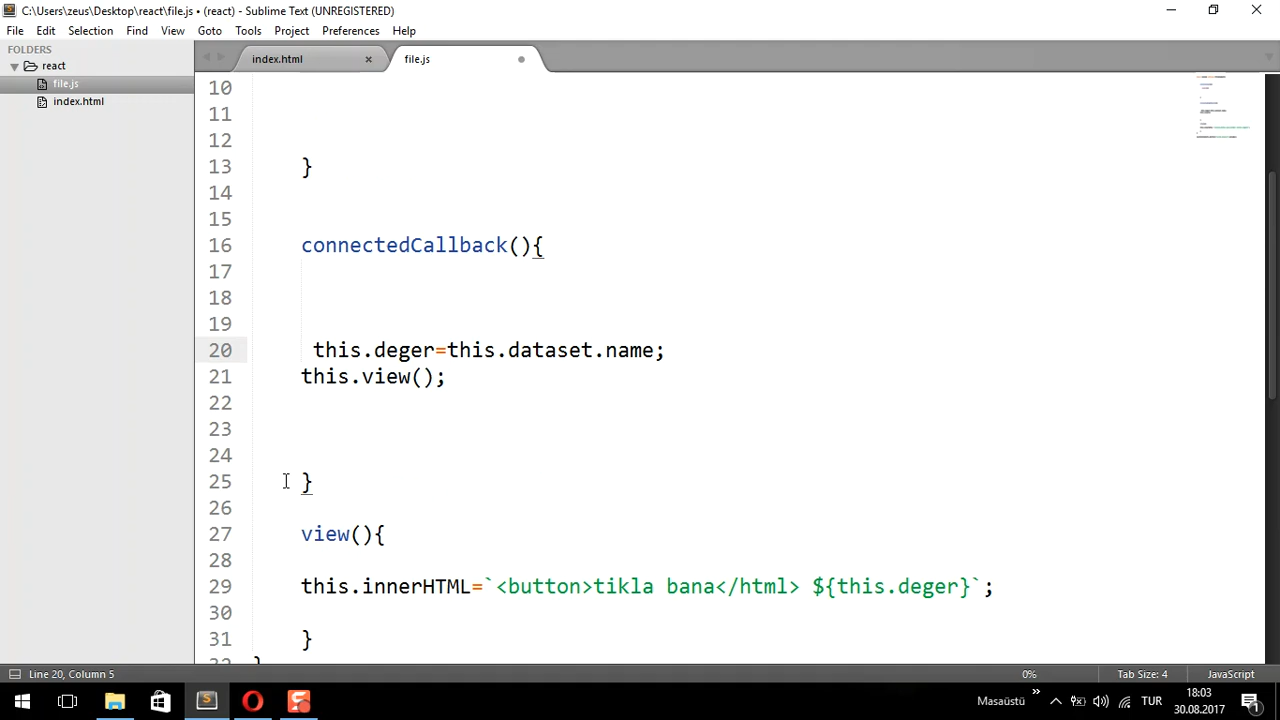 C:\Users\zeus\Desktop\react\file.js • (react) - Sublime Text (UNREGISTERED)
File Edit Selection Find View Goto Tools Project Preferences Help
FOLDERS
react
file.js
index.html
index.html × file.js
10
11
12
13 }
14
15
16 connectedCallback(){
17
18
19
20 this.deger=this.dataset.name;
21 this.view();
22
23
24
25 }
26
27 view(){
28
29 this.innerHTML=`<button>tikla bana</html> ${this.deger}`;
30
31 }
32 }
Line 20, Column 5 0% Tab Size: 4 JavaScript
Masaüstü TUR 18:03
30.08.2017
1